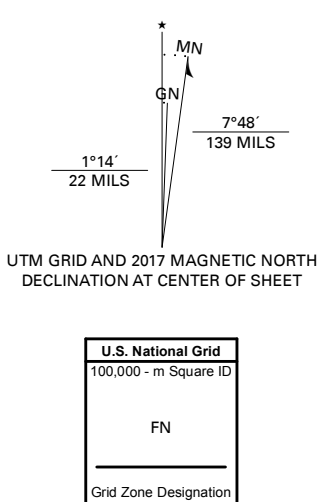 ★
MN
GN
7°48´
139 MILS
1°14´
22 MILS
UTM GRID AND 2017 MAGNETIC NORTH
DECLINATION AT CENTER OF SHEET
U.S. National Grid
100,000 - m Square ID
FN
Grid Zone Designation